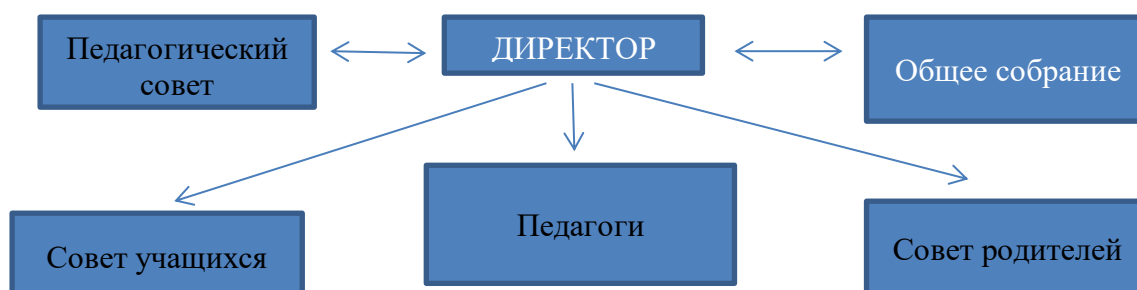 Педагогический
совет
ДИРЕКТОР
Общее собрание
Совет учащихся
Педагоги
Совет родителей